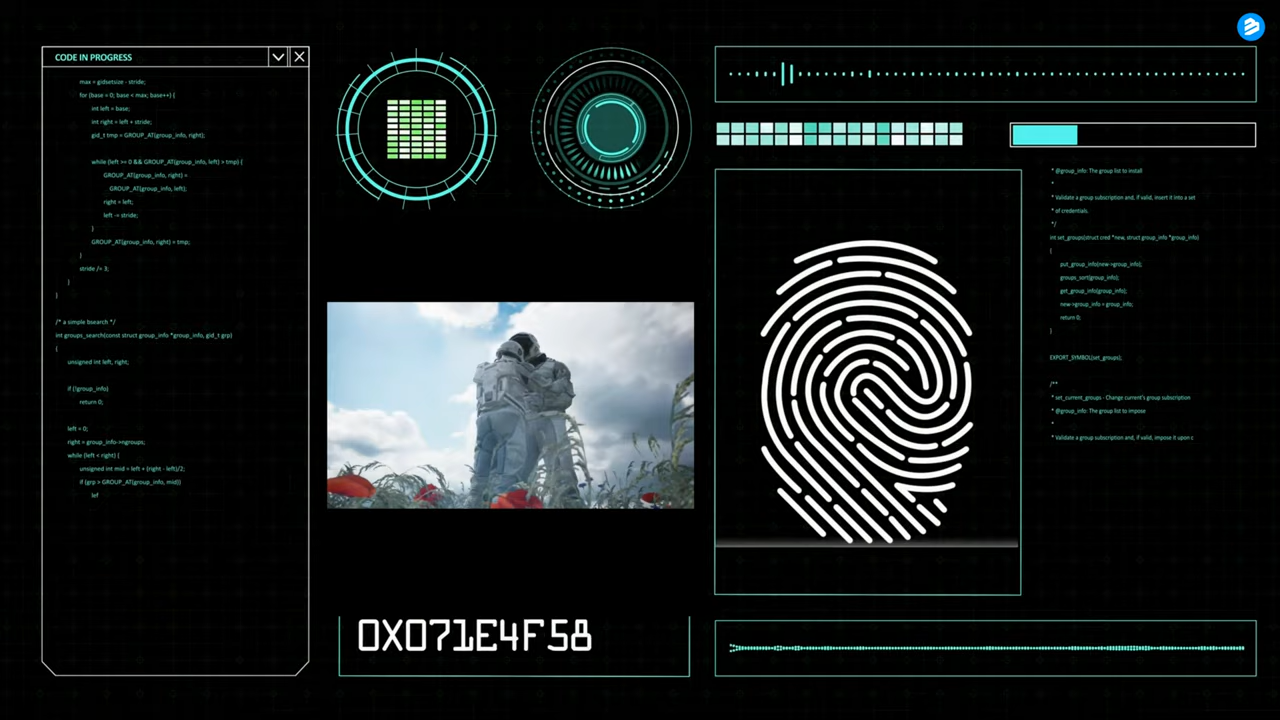 CODE IN PROGRESS
max = gidsetsize - stride;
for (base = 0; base < max; base++) {
int left = base;
int right = left + stride;
gid_t tmp = GROUP_AT(group_info, right);
while (left >= 0 && GROUP_AT(group_info, left) > tmp) {
GROUP_AT(group_info, right) =
GROUP_AT(group_info, left);
right = left;
left -= stride;
}
GROUP_AT(group_info, right) = tmp;
}
stride /= 3;
}
}
/* a simple bsearch */
int groups_search(const struct group_info *group_info, gid_t grp)
{
unsigned int left, right;
if (!group_info)
return 0;
left = 0;
right = group_info->ngroups;
while (left < right) {
unsigned int mid = left + (right - left)/2;
if (grp > GROUP_AT(group_info, mid))
lef
0X071E4F58
* @group_info: The group list to install
*
* Validate a group subscription and, if valid, insert it into a set
* of credentials.
*/
int set_groups(struct cred *new, struct group_info *group_info)
{
put_group_info(new->group_info);
groups_sort(group_info);
get_group_info(group_info);
new->group_info = group_info;
return 0;
}
EXPORT_SYMBOL(set_groups);
/**
* set_current_groups - Change current's group subscription
* @group_info: The group list to impose
*
* Validate a group subscription and, if valid, impose it upon c